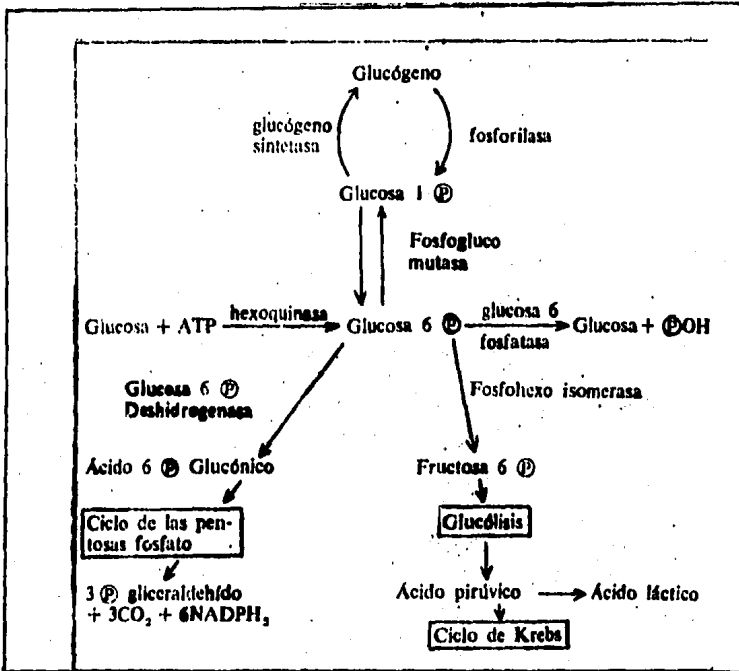 Glucógeno
glucógeno
sintetasa
fosforilasa
Glucosa 1 Ⓟ
Fosfogluco
mutasa
Glucosa + ATP
hexoquinasa
Glucosa 6 Ⓟ
glucosa 6
fosfatasa
Glucosa + ⓅOH
Glucosa 6 Ⓟ
Deshidrogenasa
Fosfohexo isomerasa
Ácido 6 Ⓟ Glucónico
Fructosa 6 Ⓟ
Ciclo de las pen-
tosas fosfato
Glucólisis
3 Ⓟ gliceraldehído
+ 3CO₂ + 6NADPH₂
Ácido pirúvico
Ácido láctico
Ciclo de Krebs